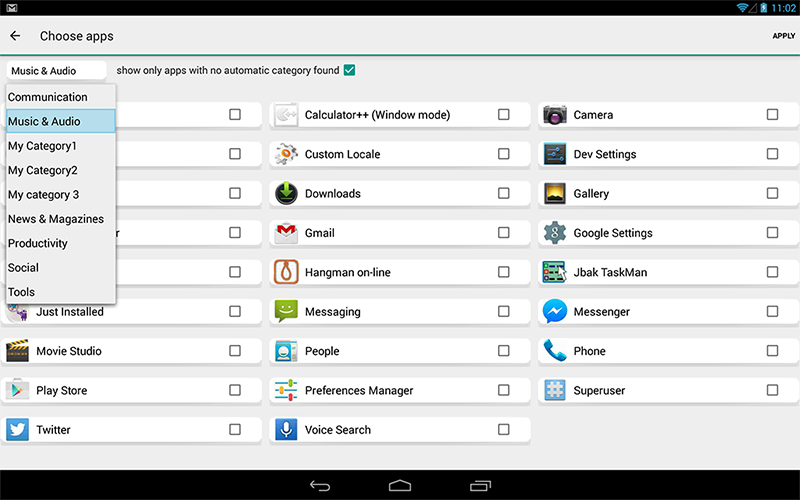 11:02
Choose apps
APPLY
Music & Audio
show only apps with no automatic category found
Communication
Music & Audio
My Category1
My Category2
My category 3
News & Magazines
Productivity
Social
Tools
Calculator++ (Window mode)
Camera
Custom Locale
Dev Settings
Downloads
Gallery
Gmail
Google Settings
Hangman on-line
Jbak TaskMan
Just Installed
Messaging
Messenger
Movie Studio
People
Phone
Play Store
Preferences Manager
Superuser
Twitter
Voice Search